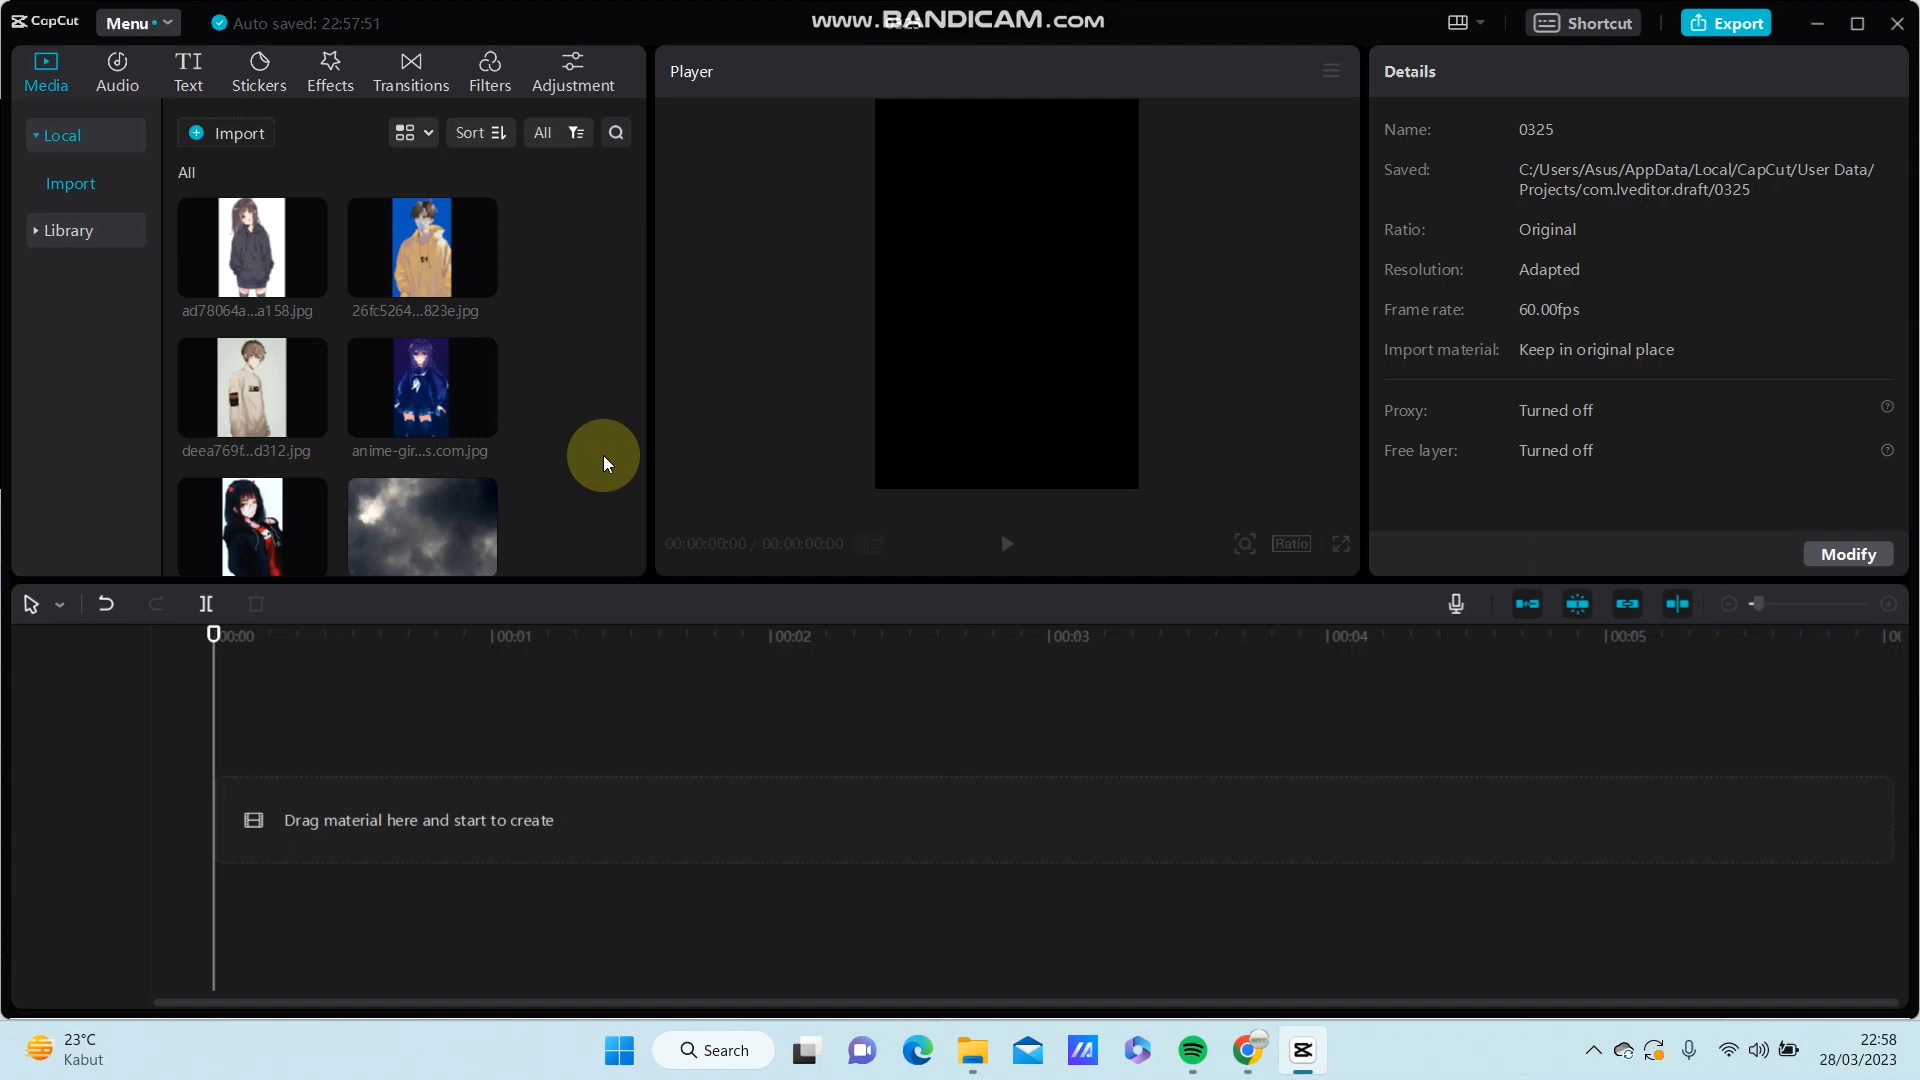 CapCut
Menu
Auto saved: 22:57:51
www.BANDICAM.com
Shortcut
Export
Media
Audio
TI
Text
Stickers
Effects
Transitions
Filters
Adjustment
Local
Import
Library
Import
Sort
All
All
ad78064a...a158.jpg
26fc5264...823e.jpg
deea769f...d312.jpg
anime-gir...s.com.jpg
Player
00:00:00:00 / 00:00:00:00
Ratio
Details
Name: 0325
Saved: C:/Users/Asus/AppData/Local/CapCut/User Data/
Projects/com.lveditor.draft/0325
Ratio: Original
Resolution: Adapted
Frame rate: 60.00fps
Import material: Keep in original place
Proxy: Turned off
Free layer: Turned off
Modify
00:00
00:01
00:02
00:03
00:04
00:05
Drag material here and start to create
23°C
Kabut
Search
22:58
28/03/2023